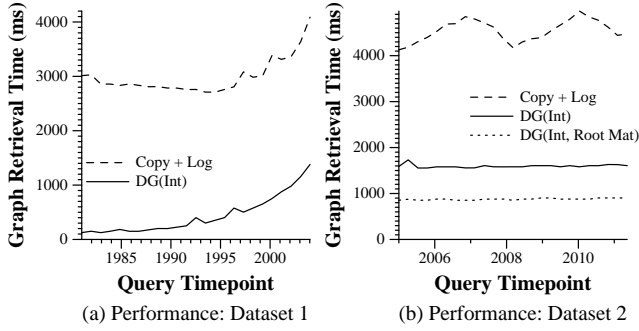 Graph Retrieval Time (ms)
4000
3000
2000
1000
0
Copy + Log
DG(Int)
1985
1990
1995
2000
Query Timepoint
(a) Performance: Dataset 1
Graph Retrieval Time (ms)
4000
3000
2000
1000
0
Copy + Log
DG(Int)
DG(Int, Root Mat)
2006
2008
2010
Query Timepoint
(b) Performance: Dataset 2